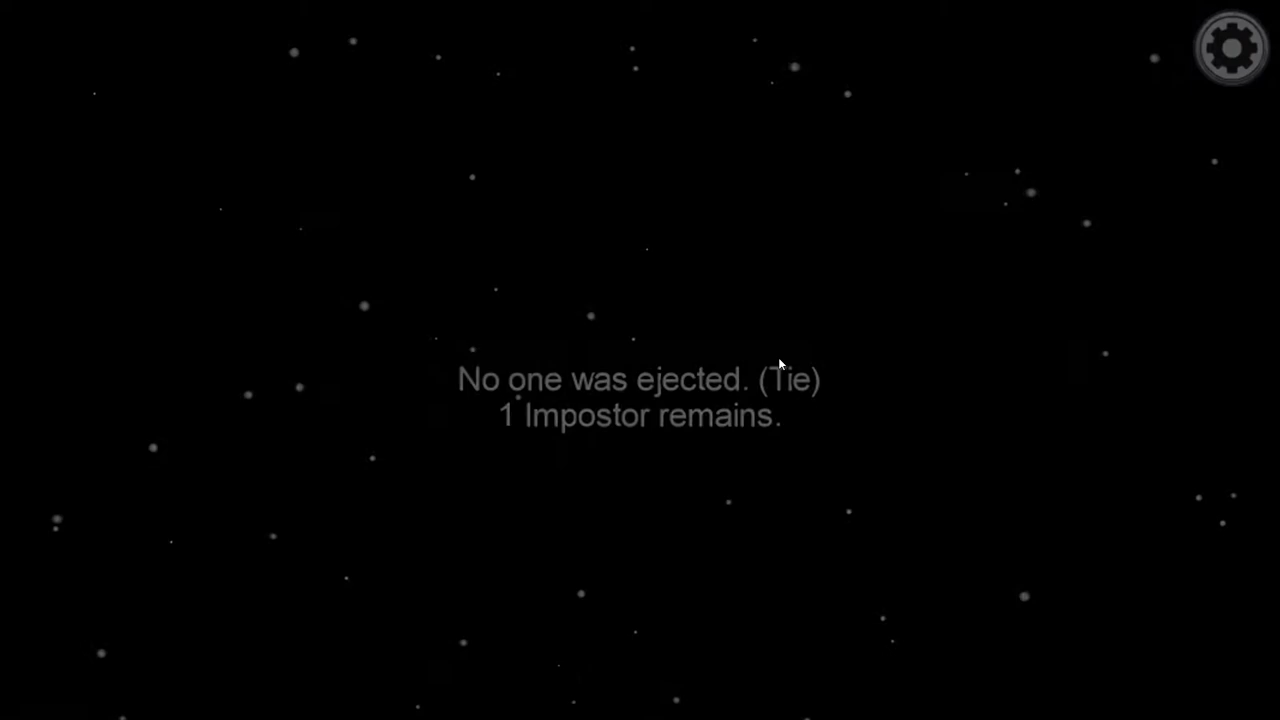 No one was ejected. (Tie)
1 Impostor remains.